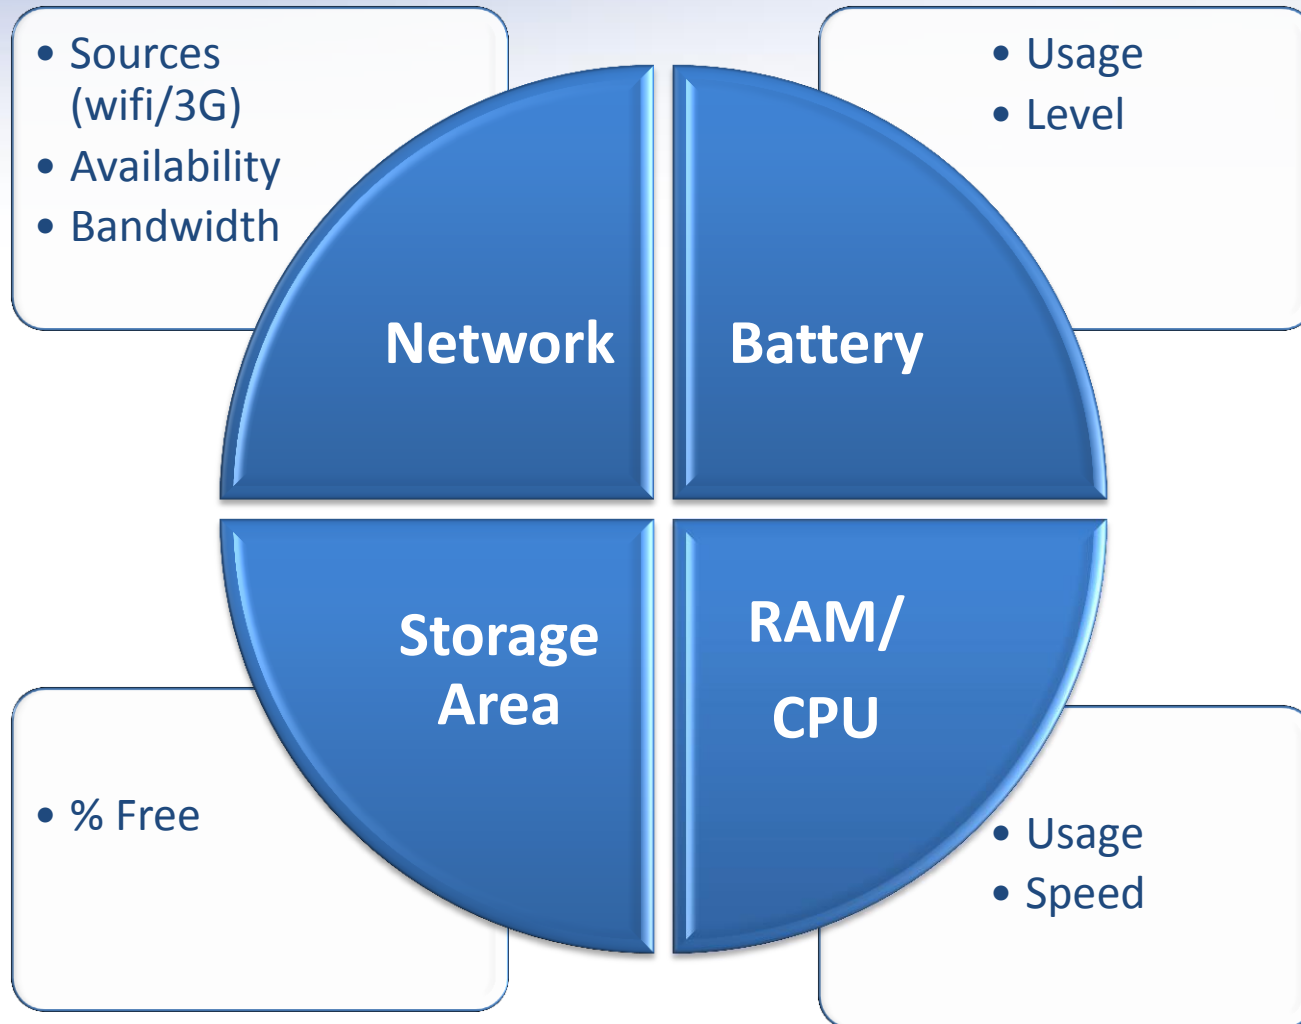 • Sources
(wifi/3G)
• Availability
• Bandwidth
• Usage
• Level
Network
Battery
Storage
Area
RAM/
CPU
• % Free
• Usage
• Speed